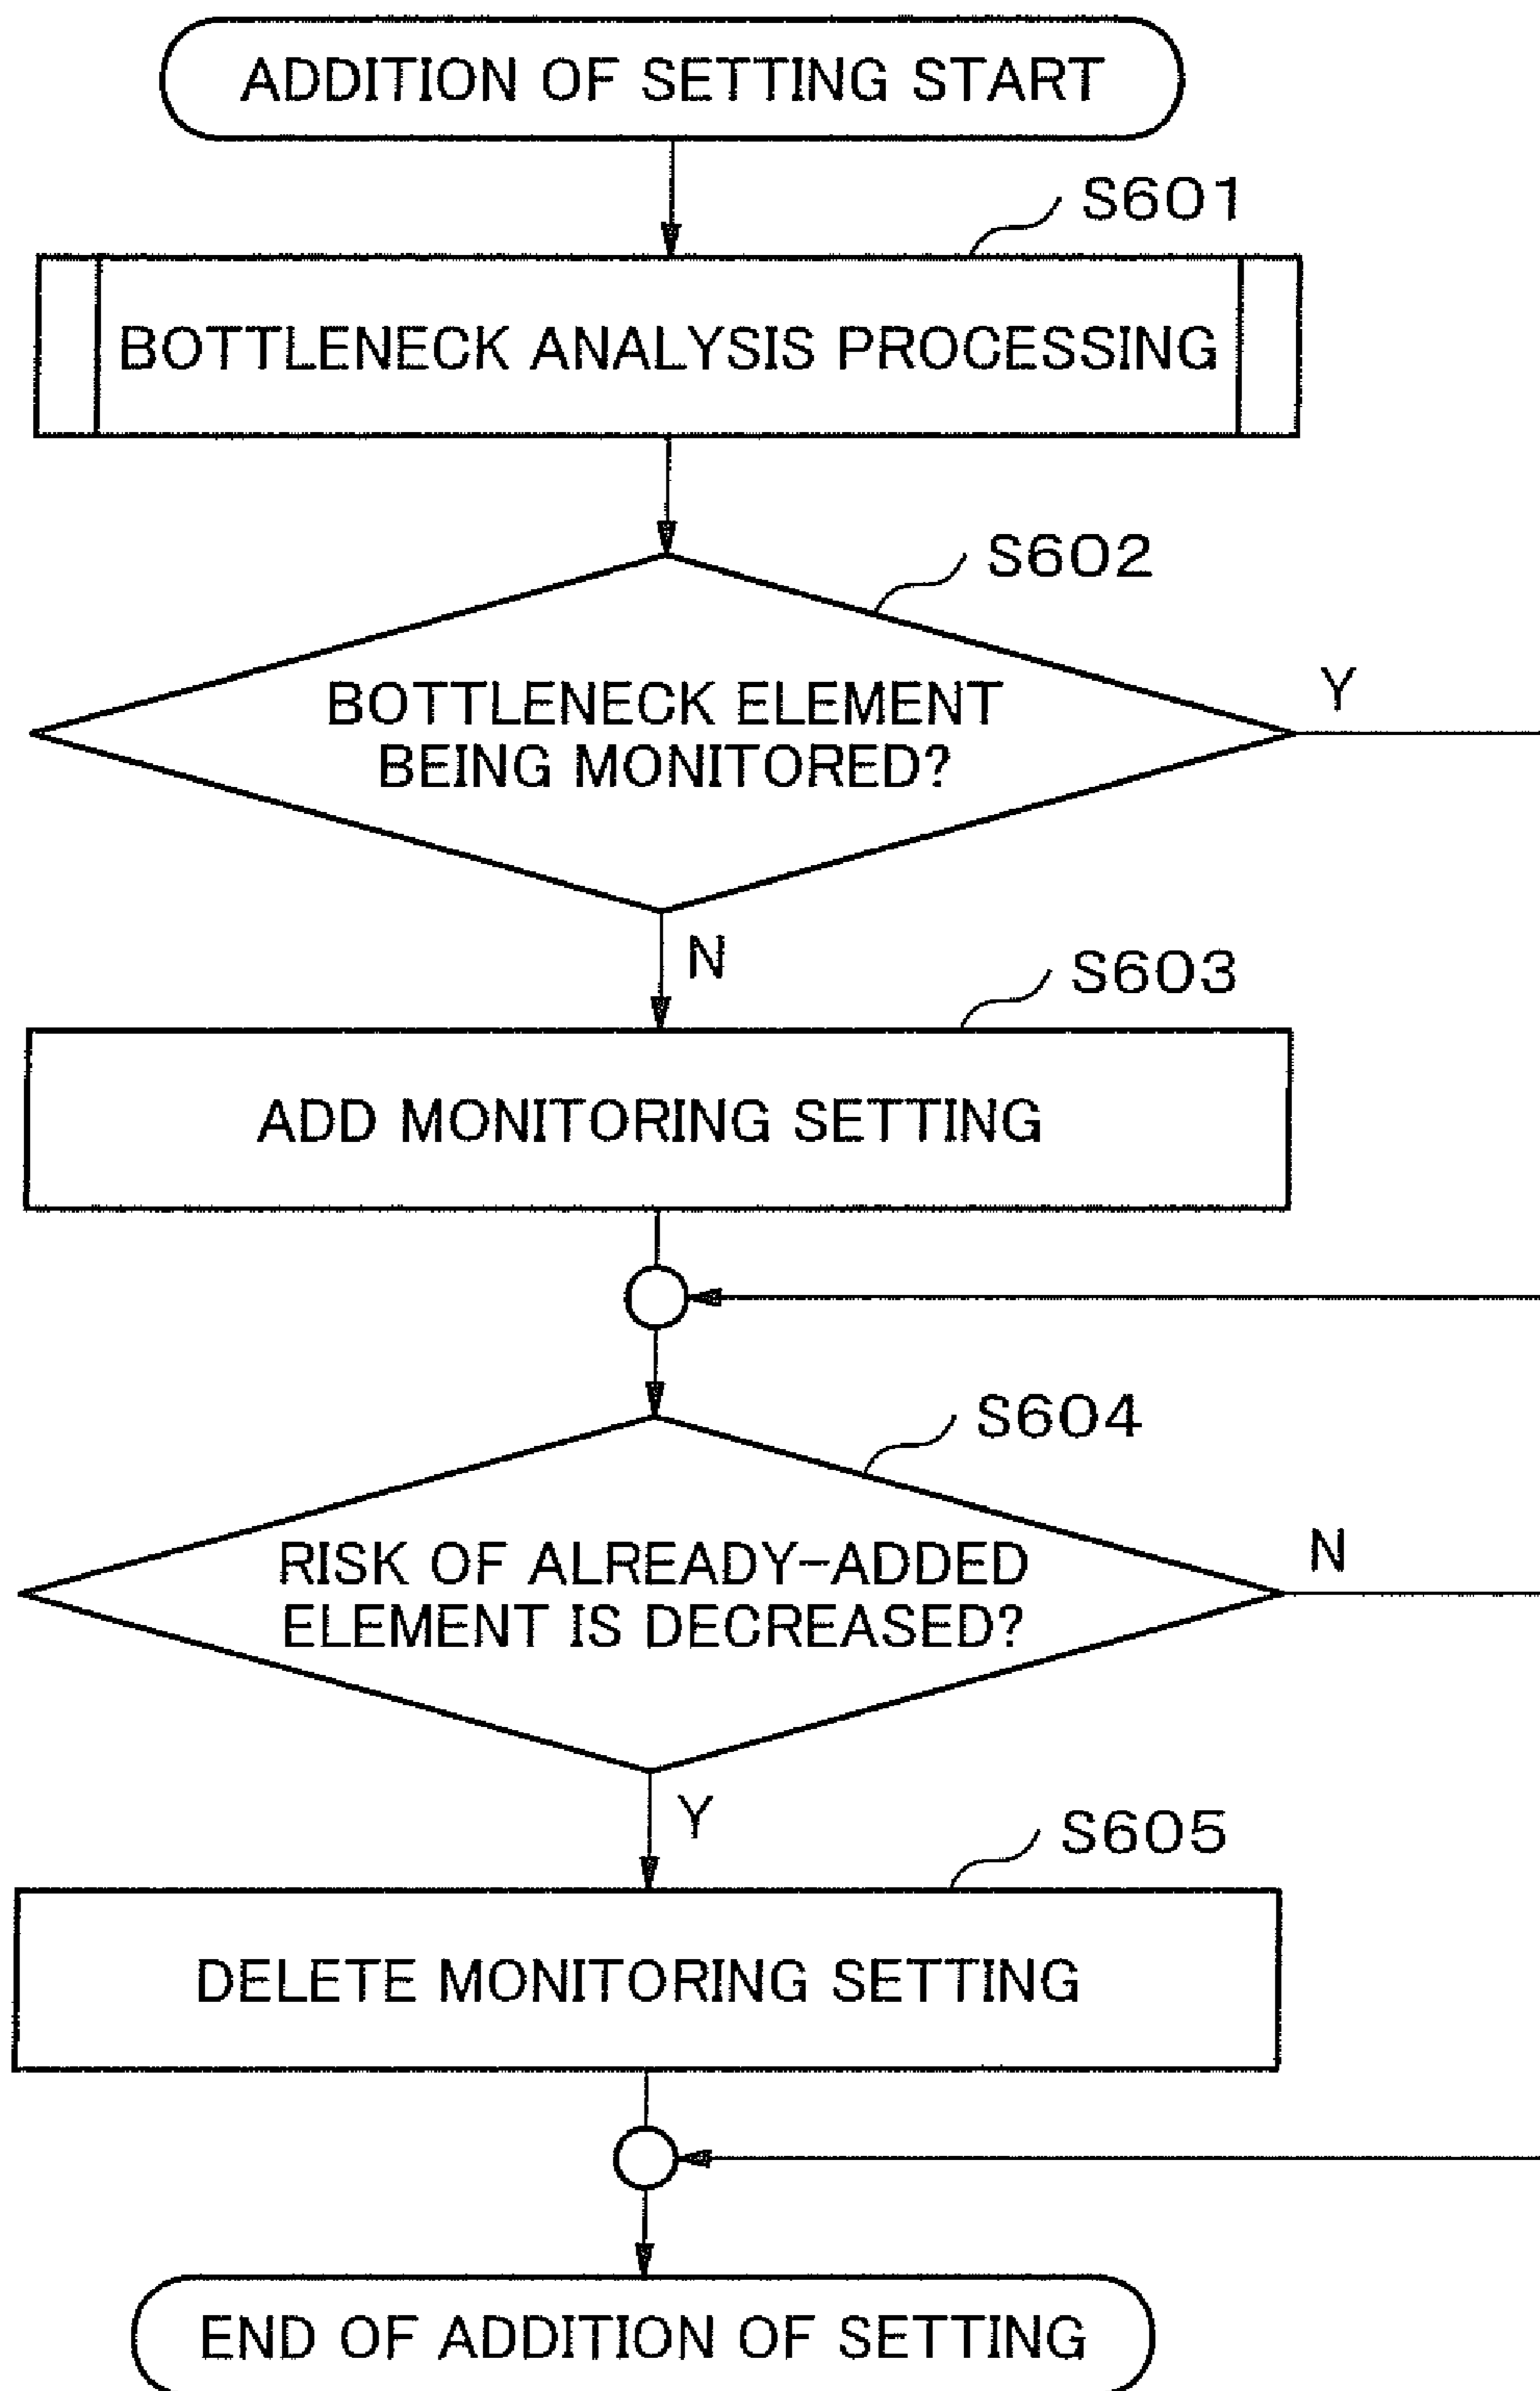 ADDITION OF SETTING START
S601
BOTTLENECK ANALYSIS PROCESSING
S602
BOTTLENECK ELEMENT
BEING MONITORED?
Y
N
S603
ADD MONITORING SETTING
S604
RISK OF ALREADY-ADDED
ELEMENT IS DECREASED?
N
Y
S605
DELETE MONITORING SETTING
END OF ADDITION OF SETTING